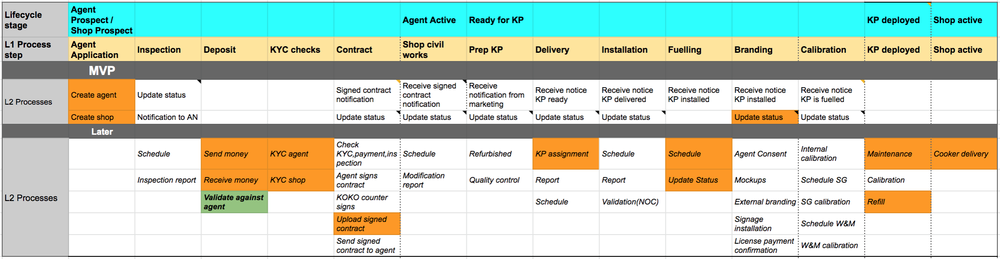 Lifecycle stage	Agent Prospect / Shop Prospect	Agent Active	Ready for KP	KP deployed	Shop active
L1 Process step	Agent Application	Inspection	Deposit	KYC checks	Contract	Shop civil works	Prep KP	Delivery	Installation	Fuelling	Branding	Calibration	KP deployed	Shop active
MVP
L2 Processes	Create agent	Update status	Signed contract notification	Receive signed contract notification	Receive notification from marketing	Receive notice KP ready	Receive notice KP delivered	Receive notice KP installed	Receive notice KP installed	Receive notice KP is fuelled
Create shop	Notification to AN	Update status	Update status	Update status	Update status	Update status	Update status	Update status
Later
L2 Processes	Schedule	Send money	KYC agent	Check KYC,payment,inspection	Schedule	Refurbished	KP assignment	Schedule	Schedule	Agent Consent	Internal calibration	Maintenance	Cooker delivery
Inspection report	Receive money	KYC shop	Agent signs contract	Modification report	Quality control	Report	Report	Update Status	Mockups	Schedule SG	Calibration
Validate against agent	KOKO counter signs	Schedule	Validation(NOC)	External branding	SG calibration	Refill
Upload signed contract	Signage installation	Schedule W&M
Send signed contract to agent	License payment confirmation	W&M calibration